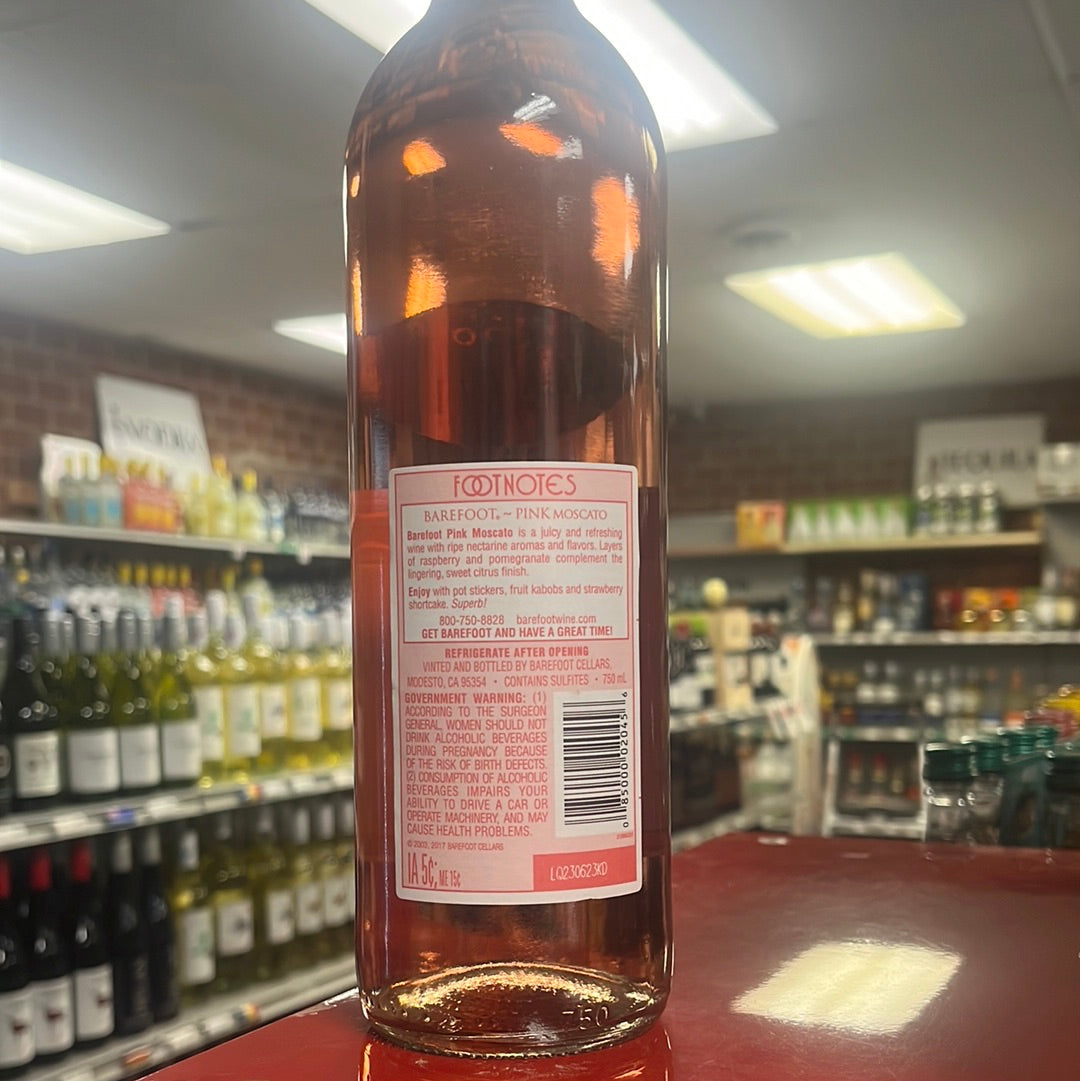 FOOTNOTES
BAREFOOT® ~ PINK MOSCATO
Barefoot Pink Moscato is a juicy and refreshing
wine with ripe nectarine aromas and flavors. Layers
of raspberry and pomegranate complement the
lingering, sweet citrus finish.
Enjoy with pot stickers, fruit kabobs and strawberry
shortcake. Superb!
800-750-8828 barefootwine.com
GET BAREFOOT AND HAVE A GREAT TIME!
REFRIGERATE AFTER OPENING
VINTED AND BOTTLED BY BAREFOOT CELLARS,
MODESTO, CA 95354 • CONTAINS SULFITES • 750 mL
GOVERNMENT WARNING: (1)
ACCORDING TO THE SURGEON
GENERAL, WOMEN SHOULD NOT
DRINK ALCOHOLIC BEVERAGES
DURING PREGNANCY BECAUSE
OF THE RISK OF BIRTH DEFECTS.
(2) CONSUMPTION OF ALCOHOLIC
BEVERAGES IMPAIRS YOUR
ABILITY TO DRIVE A CAR OR
OPERATE MACHINERY, AND MAY
CAUSE HEALTH PROBLEMS.
© 2003, 2017 BAREFOOT CELLARS
IA 5¢; ME 15¢
0 85000 02045 6
LQ230623KD
750
TEQUILA